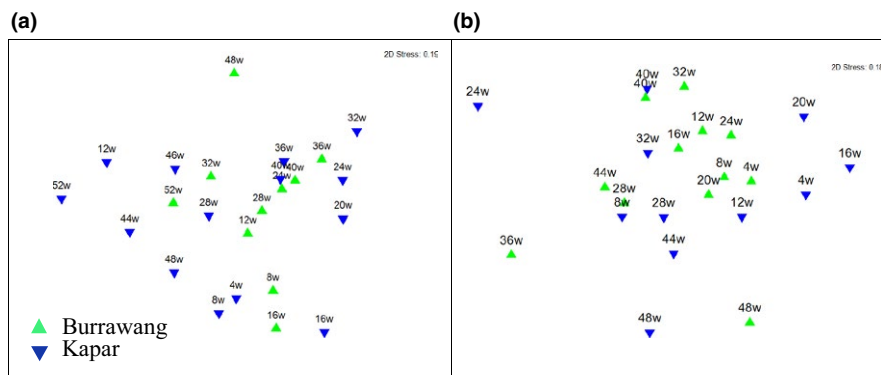 (a)
(b)
2D Stress: 0.19
48w
32w
36w 36w
12w 46w 32w
40w 40w 24w
24w
52w 52w
28w 28w
20w
44w 12w
48w
8w
4w
8w
16w 16w
Burrawang
Kapar
2D Stress: 0.18
40w 32w
40w
24w
20w
12w 24w
16w
32w
16w
8w 4w
44w
20w 4w
28w
8w 28w 12w
44w
36w
48w
48w